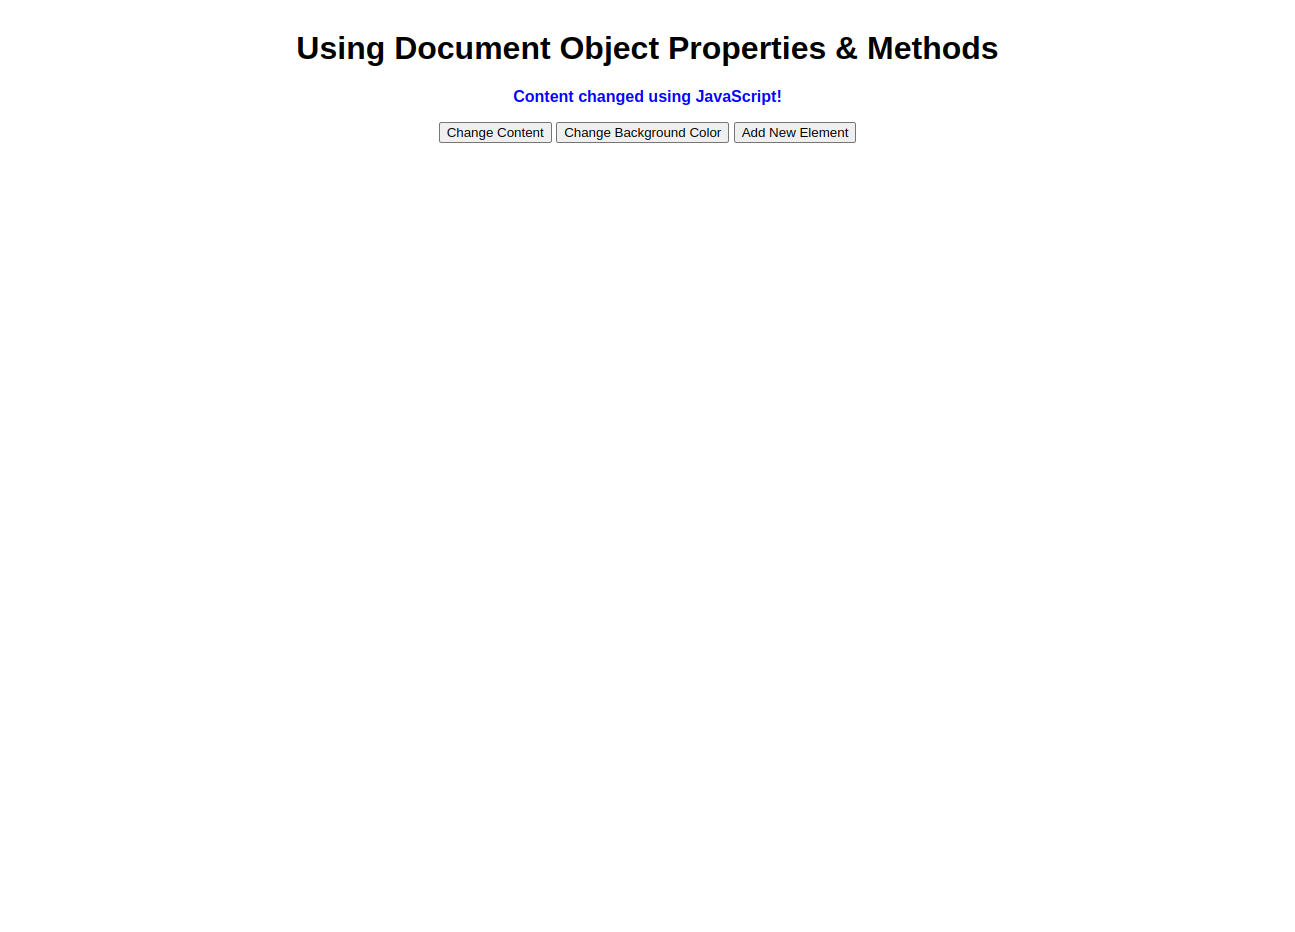 Using Document Object Properties & Methods
Content changed using JavaScript!
Change Content Change Background Color Add New Element